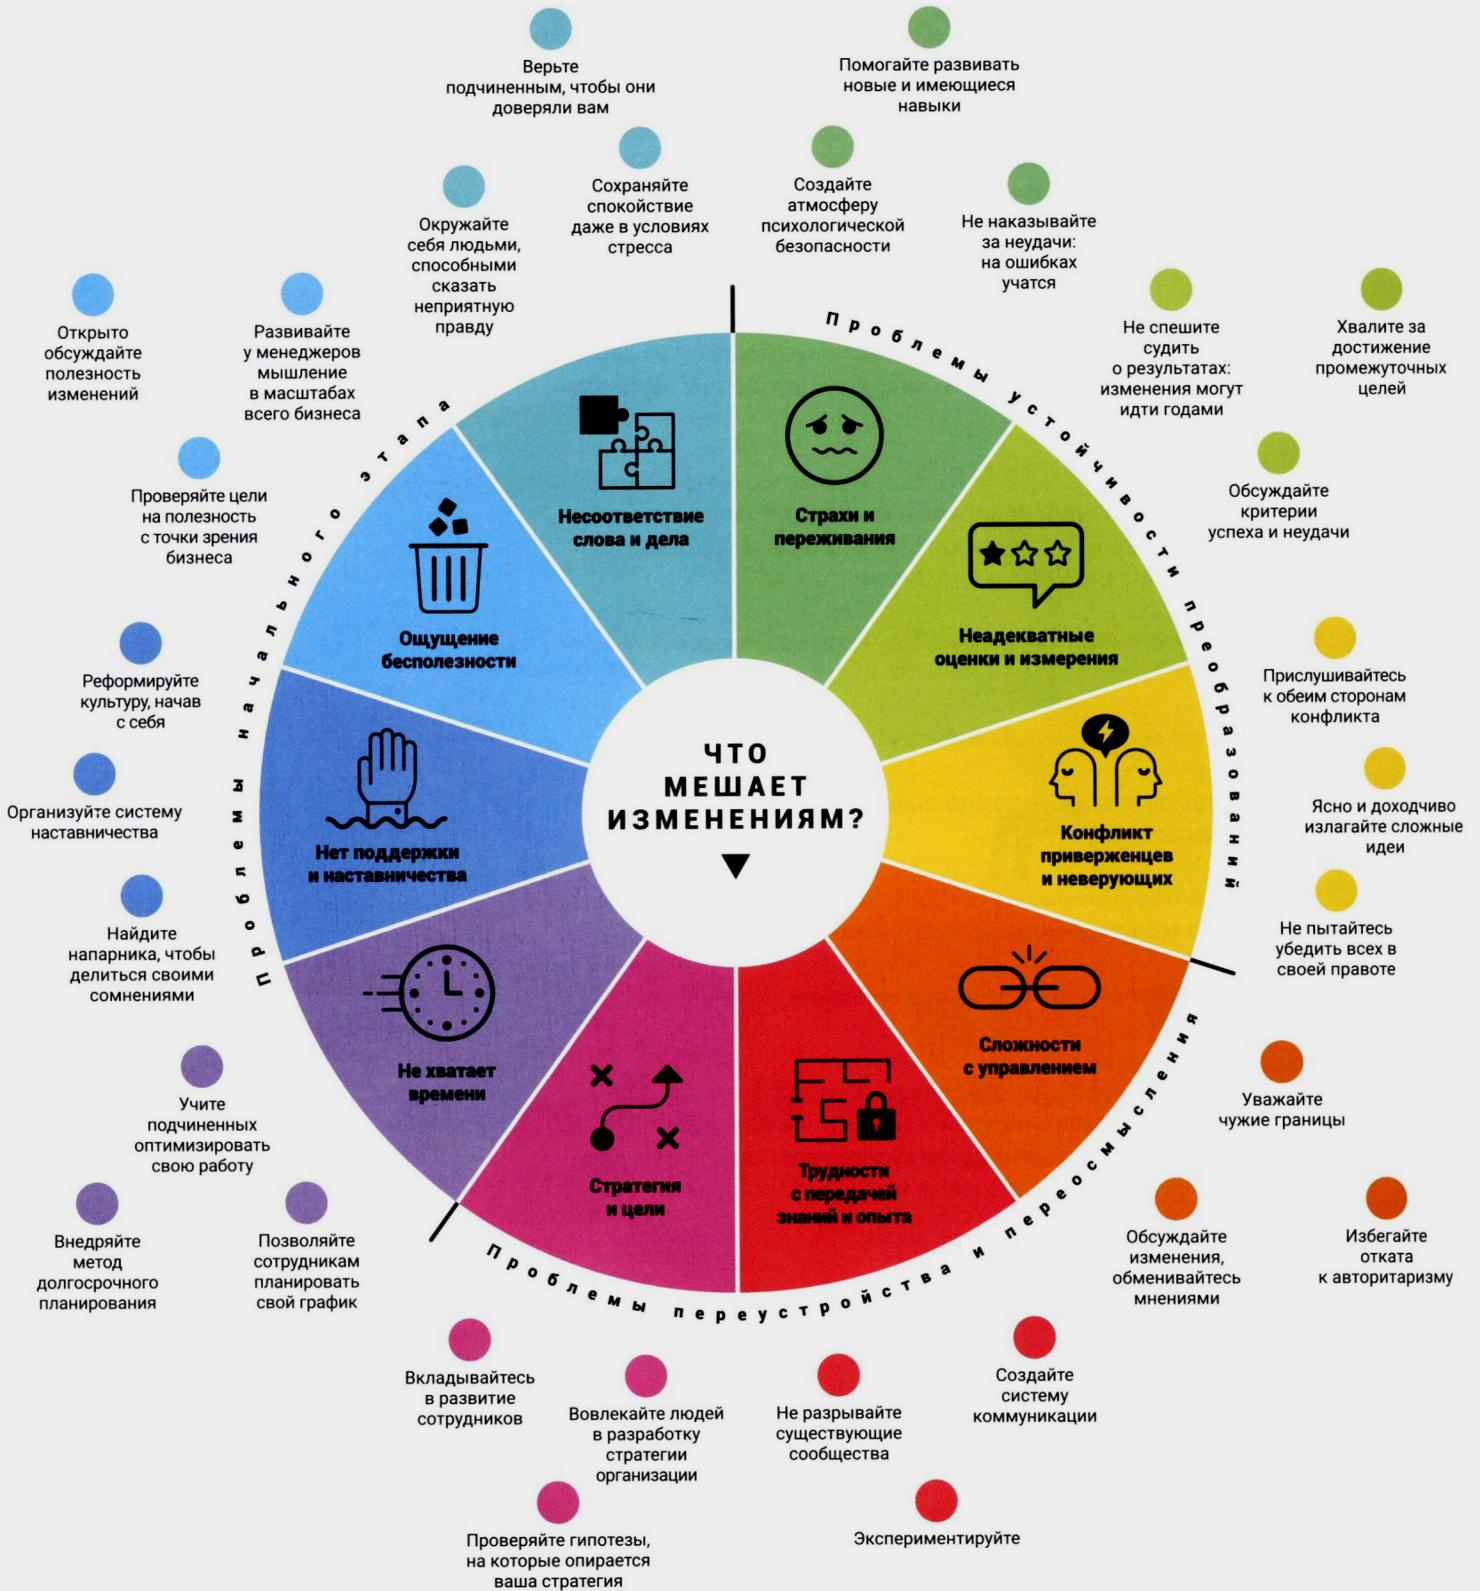 Верьте
подчиненным, чтобы они
доверяли вам
Помогайте развивать
новые и имеющиеся
навыки
Окружайте
себя людьми,
способными
сказать
неприятную
правду
Сохраняйте
спокойствие
даже в условиях
стресса
Создайте
атмосферу
психологической
безопасности
Не наказывайте
за неудачи:
на ошибках
учатся
Открыто
обсуждайте
полезность
изменений
Развивайте
у менеджеров
мышление
в масштабах
всего бизнеса
Проверяйте цели
на полезность
с точки зрения
бизнеса
Не спешите
судить
о результатах:
изменения могут
идти годами
Хвалите за
достижение
промежуточных
целей
Обсуждайте
критерии
успеха и неудачи
Проблемы начального этапа
Проблемы устойчивости преобразований
Несоответствие
слова и дела
Страхи и
переживания
Ощущение
бесполезности
Неадекватные
оценки и измерения
Реформируйте
культуру, начав
с себя
Организуйте систему
наставничества
Найдите
напарника, чтобы
делиться своими
сомнениями
Нет поддержки
и наставничества
ЧТО
МЕШАЕТ
ИЗМЕНЕНИЯМ?
Конфликт
приверженцев
и неверующих
Прислушивайтесь
к обеим сторонам
конфликта
Ясно и доходчиво
излагайте сложные
идеи
Не пытайтесь
убедить всех в
своей правоте
Не хватает
времени
Стратегия
и цели
Трудности
с передачей
знаний и опыта
Сложности
с управлением
Проблемы переустройства и переосмысления
Учите
подчиненных
оптимизировать
свою работу
Внедряйте
метод
долгосрочного
планирования
Позволяйте
сотрудникам
планировать
свой график
Уважайте
чужие границы
Обсуждайте
изменения,
обменивайтесь
мнениями
Избегайте
отката
к авторитаризму
Вкладывайтесь
в развитие
сотрудников
Вовлекайте людей
в разработку
стратегии
организации
Проверяйте гипотезы,
на которые опирается
ваша стратегия
Не разрывайте
существующие
сообщества
Создайте
систему
коммуникации
Экспериментируйте